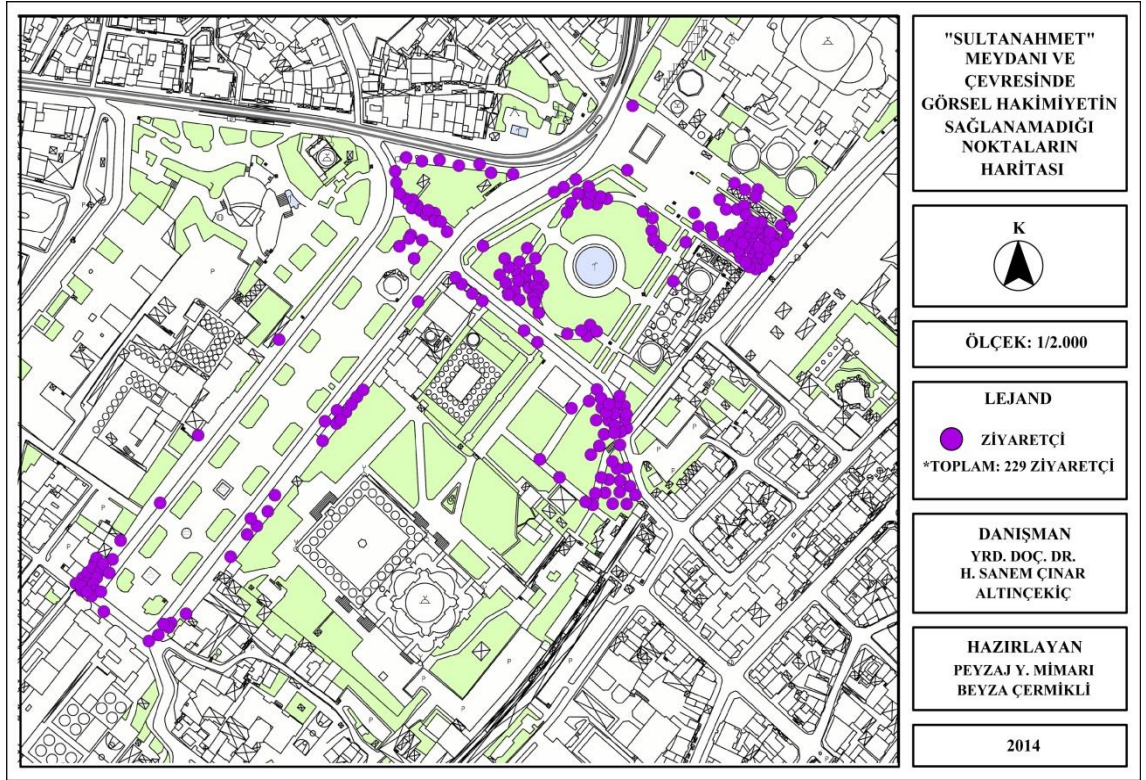 "SULTANAHMET"
MEYDANI VE
ÇEVRESİNDE
GÖRSEL HAKİMİYETİN
SAĞLANAMADIĞI
NOKTALARIN
HARİTASI
K
ÖLÇEK: 1/2.000
LEJAND
ZİYARETÇİ
*TOPLAM: 229 ZİYARETÇİ
DANIŞMAN
YRD. DOÇ. DR.
H. SANEM ÇINAR
ALTINÇEKİÇ
HAZIRLAYAN
PEYZAJ Y. MİMARI
BEYZA ÇERMİKLİ
2014